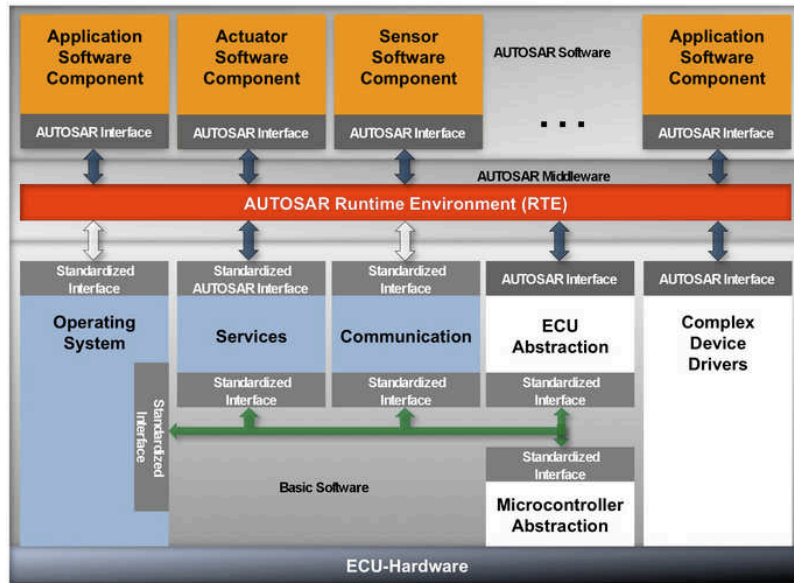 Application
Software
Component
AUTOSAR Interface
Actuator
Software
Component
AUTOSAR Interface
Sensor
Software
Component
AUTOSAR Interface
AUTOSAR Software
. . .
Application
Software
Component
AUTOSAR Interface
AUTOSAR Middleware
AUTOSAR Runtime Environment (RTE)
Standardized
Interface
Operating
System
Standardized
Interface
Standardized
AUTOSAR Interface
Services
Standardized
Interface
Standardized
Interface
Communication
Standardized
Interface
AUTOSAR Interface
ECU
Abstraction
Standardized
Interface
Standardized
Interface
Microcontroller
Abstraction
AUTOSAR Interface
Complex
Device
Drivers
Basic Software
ECU-Hardware